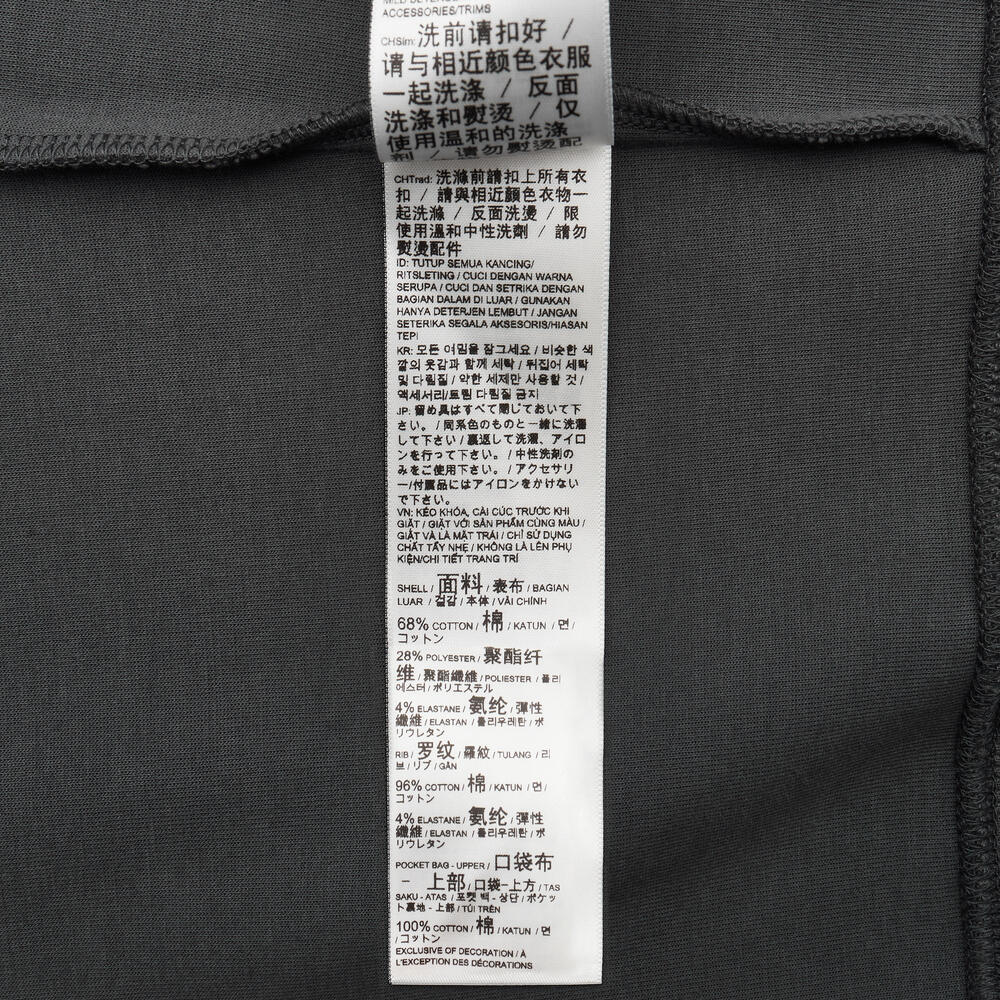 MILD DETERGENT
ACCESSORIES/TRIMS
CHSim: 洗前请扣好 /
请与相近颜色衣服
一起洗涤 / 反面
洗涤和熨烫 / 仅
使用温和的洗涤
剂 / 请勿熨烫配
CHTrad: 洗滌前請扣上所有衣
扣 / 請與相近顏色衣物一
起洗滌 / 反面洗燙 / 限
使用溫和中性洗劑 / 請勿
熨燙配件
ID: TUTUP SEMUA KANCING/
RITSLETING / CUCI DENGAN WARNA
SERUPA / CUCI DAN SETRIKA DENGAN
BAGIAN DALAM DI LUAR / GUNAKAN
HANYA DETERJEN LEMBUT / JANGAN
SETERIKA SEGALA AKSESORIS/HIASAN
TEPI
KR: 모든 여밈을 잠그세요 / 비슷한 색
깔의 옷감과 함께 세탁 / 뒤집어 세탁
및 다림질 / 약한 세제만 사용할 것 /
액세서리/트림 다림질 금지
JP: 留め具はすべて閉じておいて下
さい。 / 同系色のものと一緒に洗濯
して下さい / 裏返して洗濯、アイロ
ンを行って下さい。 / 中性洗剤の
みをご使用下さい。 / アクセサリ
ー/付属品にはアイロンをかけない
で下さい。
VN: KÉO KHÓA, CÀI CÚC TRƯỚC KHI
GIẶT / GIẶT VỚI SẢN PHẨM CÙNG MÀU /
GIẶT VÀ LÀ MẶT TRÁI / CHỈ SỬ DỤNG
CHẤT TẨY NHẸ / KHÔNG LÀ LÊN PHỤ
KIỆN/CHI TIẾT TRANG TRÍ
SHELL / 面料 / 表布 / BAGIAN
LUAR / 겉감 / 本体 / VẢI CHÍNH
68% COTTON / 棉 / KATUN / 면 /
コットン
28% POLYESTER / 聚酯纤
维 / 聚酯纖維 / POLIESTER / 폴리
에스터 / ポリエステル
4% ELASTANE / 氨纶 / 彈性
纖維 / ELASTAN / 폴리우레탄 / ポ
リウレタン
RIB / 罗纹 / 羅紋 / TULANG / 리
브 / リブ / GÂN
96% COTTON / 棉 / KATUN / 면 /
コットン
4% ELASTANE / 氨纶 / 彈性
纖維 / ELASTAN / 폴리우레탄 / ポ
リウレタン
POCKET BAG - UPPER / 口袋布
- 上部 / 口袋-上方 / TAS
SAKU - ATAS / 포켓 백 - 상단 / ポケッ
ト裏地 - 上部 / TÚI TRÊN
100% COTTON / 棉 / KATUN / 면
/ コットン
EXCLUSIVE OF DECORATION / À
L'EXCEPTION DES DÉCORATIONS